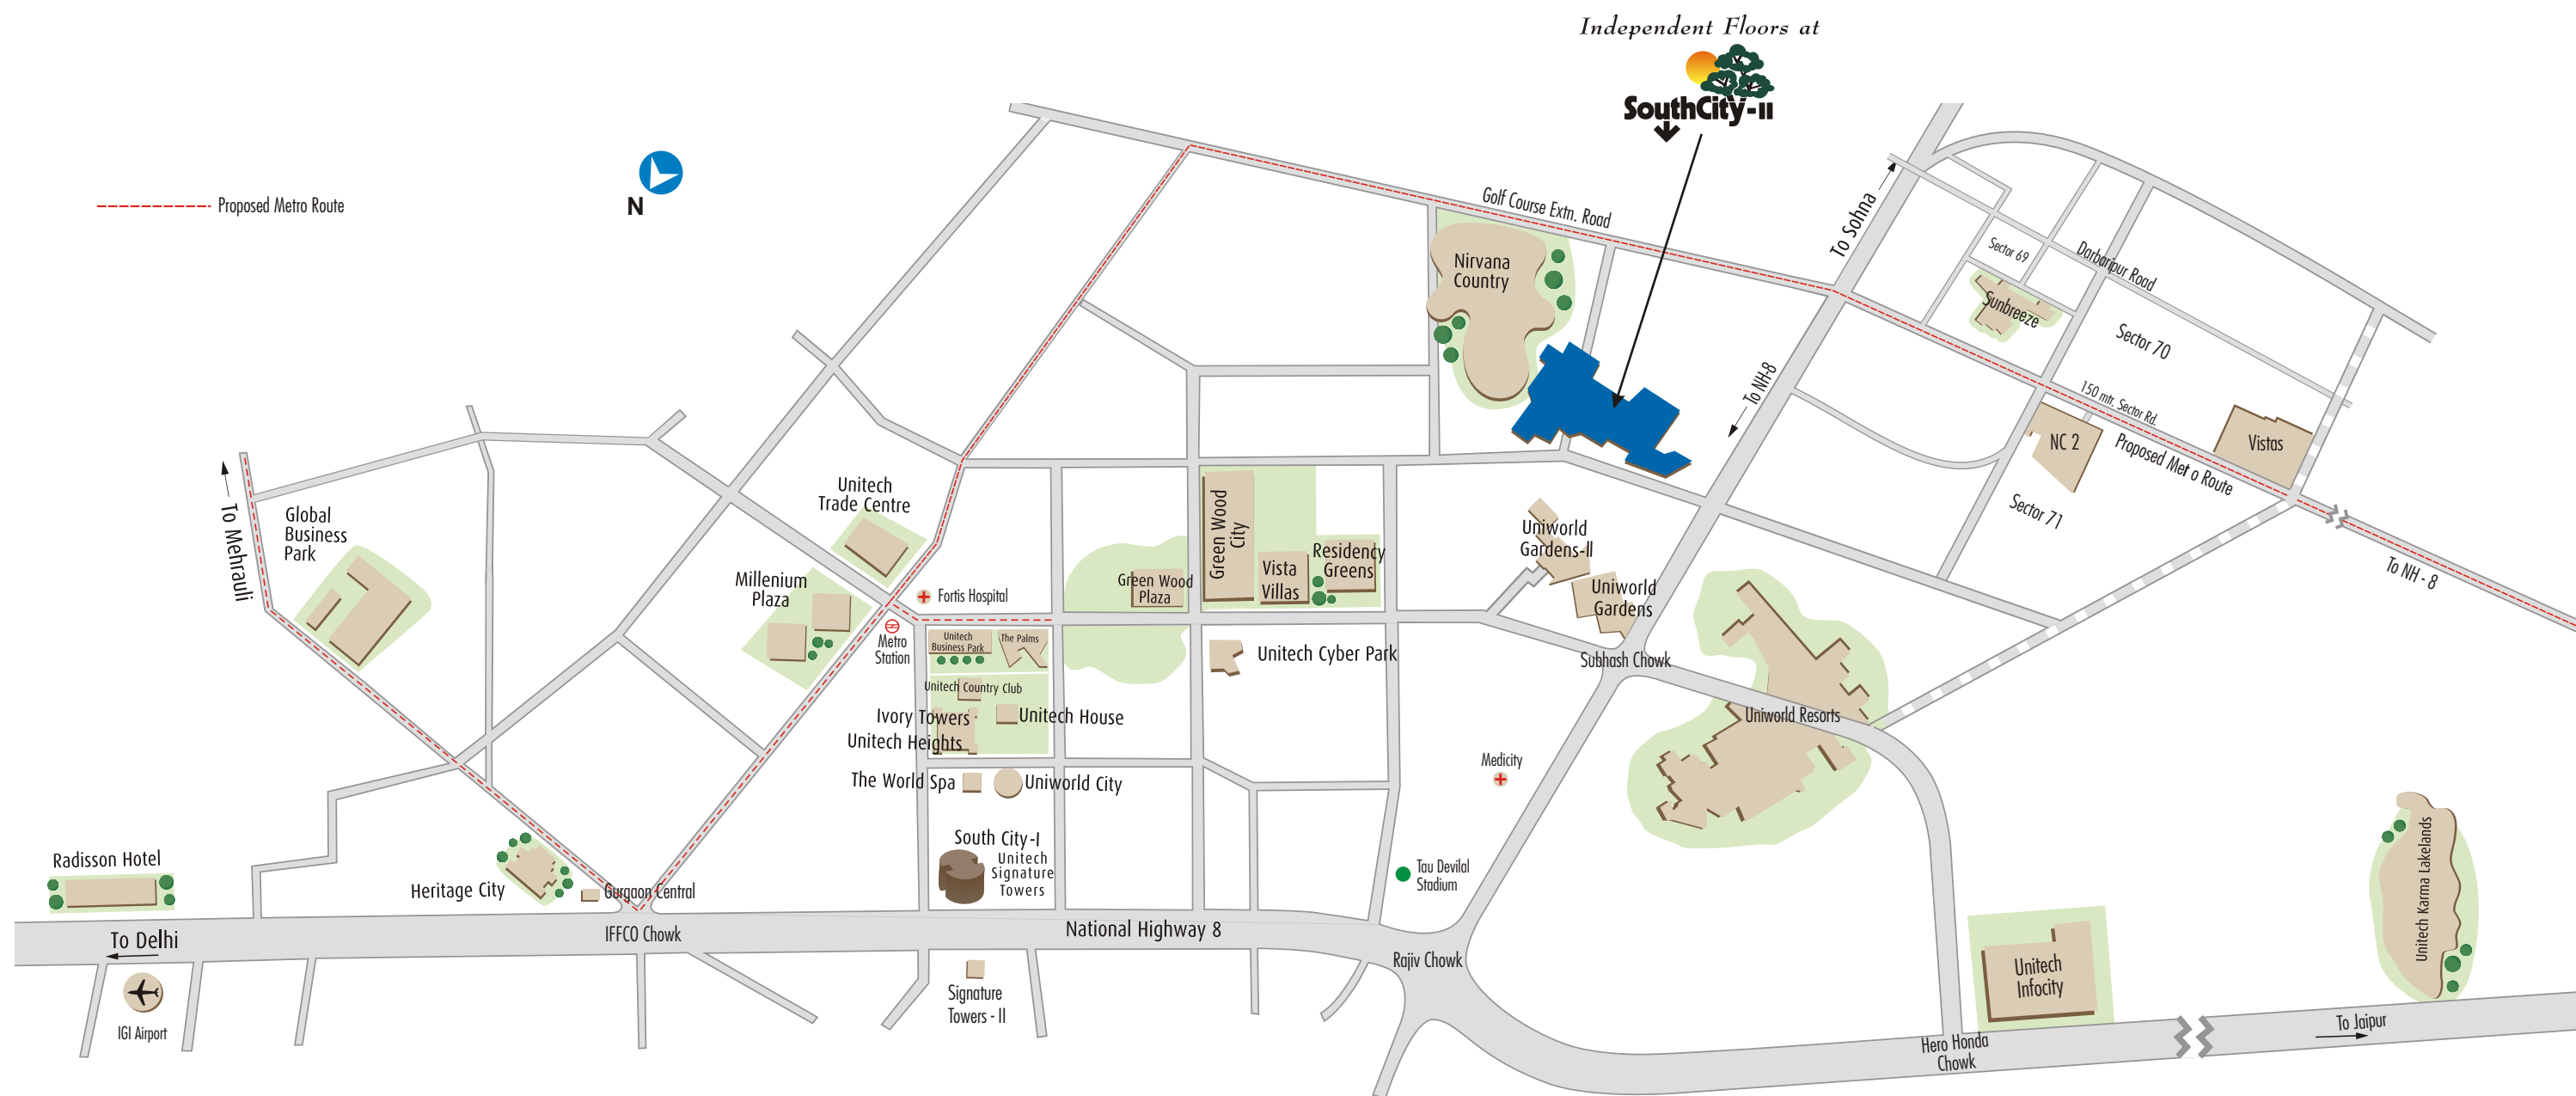 Independent Floors at
SouthCity-II
N
Proposed Metro Route
Golf Course Extn. Road
To Sohna
Sector 69
Darbaripur Road
Nirvana
Country
Sunbreeze
Sector 70
To NH-8
150 mtr. Sector Rd.
NC 2
Proposed Met o Route
Vistas
Sector 71
To NH - 8
To Mehrauli
Global
Business
Park
Unitech
Trade Centre
Millenium
Plaza
Fortis Hospital
Metro
Station
Green Wood
Plaza
Green Wood
City
Vista
Villas
Residency
Greens
Uniworld
Gardens-II
Uniworld
Gardens
Unitech
Business Park
The Palms
Unitech Cyber Park
Subhash Chowk
Unitech Country Club
Ivory Towers
Unitech House
Unitech Heights
Uniworld Resorts
The World Spa
Uniworld City
Medicity
South City-I
Unitech
Signature
Towers
Radisson Hotel
Heritage City
Gurgaon Central
Tau Devilal
Stadium
Unitech Karma Lakelands
To Delhi
IFFCO Chowk
National Highway 8
Rajiv Chowk
Unitech
Infocity
IGI Airport
Signature
Towers - II
Hero Honda
Chowk
To Jaipur